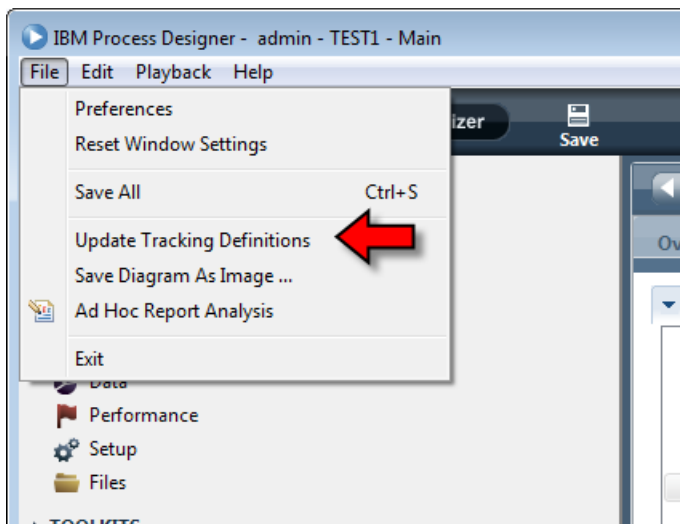 IBM Process Designer - admin - TEST1 - Main
File Edit Playback Help
Preferences
izer
Reset Window Settings
Save
Save All Ctrl+S
Update Tracking Definitions
Ov
Save Diagram As Image ...
Ad Hoc Report Analysis
Exit
Data
Performance
Setup
Files
TOOLKITS